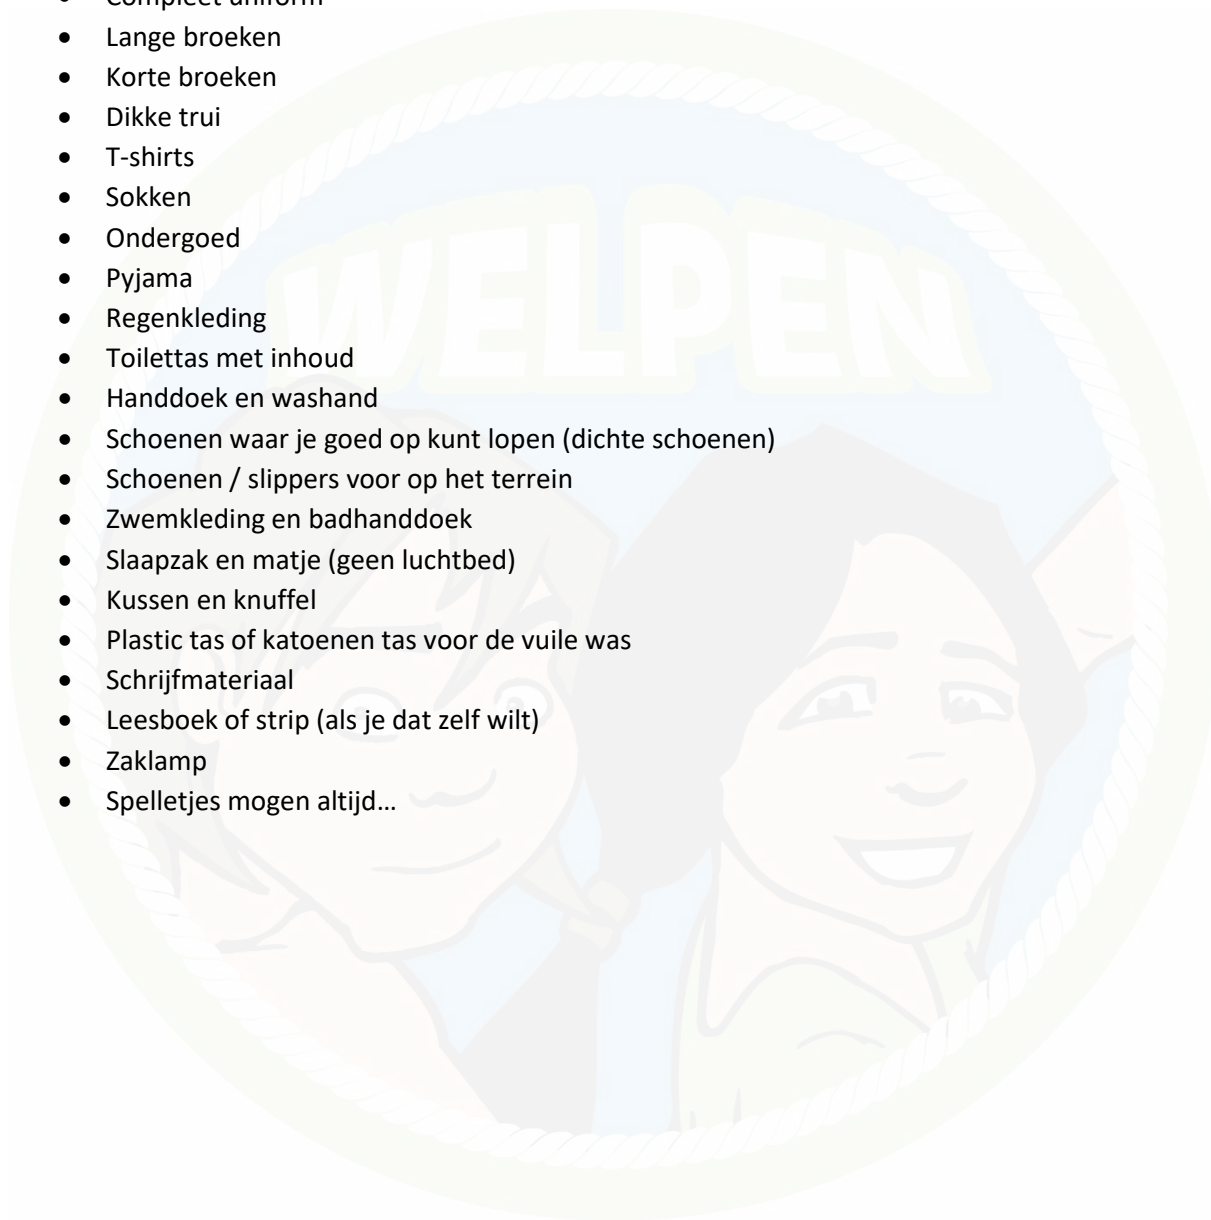 • Compleet uniform
• Lange broeken
• Korte broeken
• Dikke trui
• T-shirts
• Sokken
• Ondergoed
• Pyjama
• Regenkleding
• Toilettas met inhoud
• Handdoek en washand
• Schoenen waar je goed op kunt lopen (dichte schoenen)
• Schoenen / slippers voor op het terrein
• Zwemkleding en badhanddoek
• Slaapzak en matje (geen luchtbed)
• Kussen en knuffel
• Plastic tas of katoenen tas voor de vuile was
• Schrijfmateriaal
• Leesboek of strip (als je dat zelf wilt)
• Zaklamp
• Spelletjes mogen altijd…
WELPEN